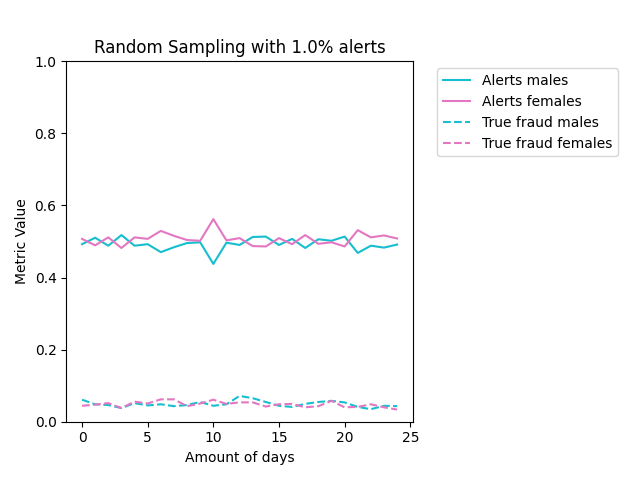 Random Sampling with 1.0% alerts
1.0
0.8
0.6
0.4
0.2
0.0
Metric Value
0
5
10
15
20
25
Amount of days
Alerts males
Alerts females
True fraud males
True fraud females